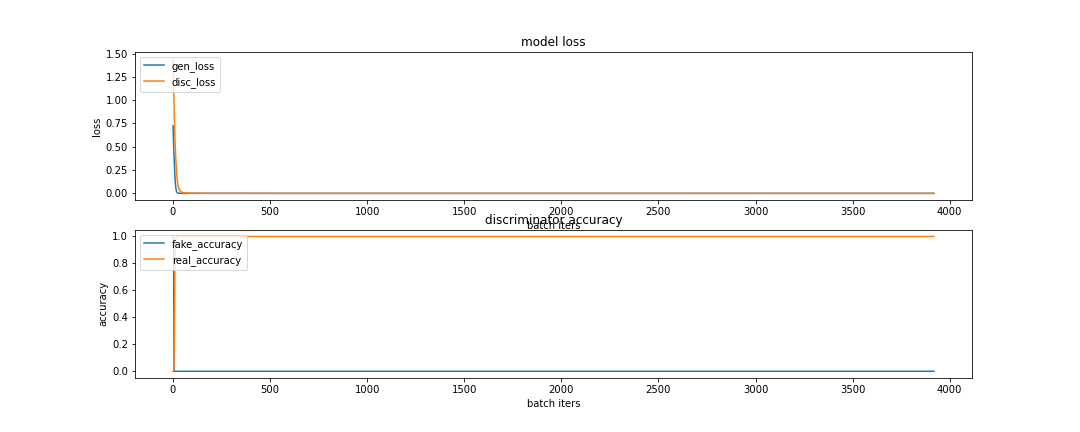 model loss
1.50
1.25
1.00
0.75
0.50
0.25
0.00
loss
gen_loss
disc_loss
0 500 1000 1500 2000 2500 3000 3500 4000
batch iters
discriminator accuracy
1.0
0.8
0.6
0.4
0.2
0.0
accuracy
fake_accuracy
real_accuracy
0 500 1000 1500 2000 2500 3000 3500 4000
batch iters